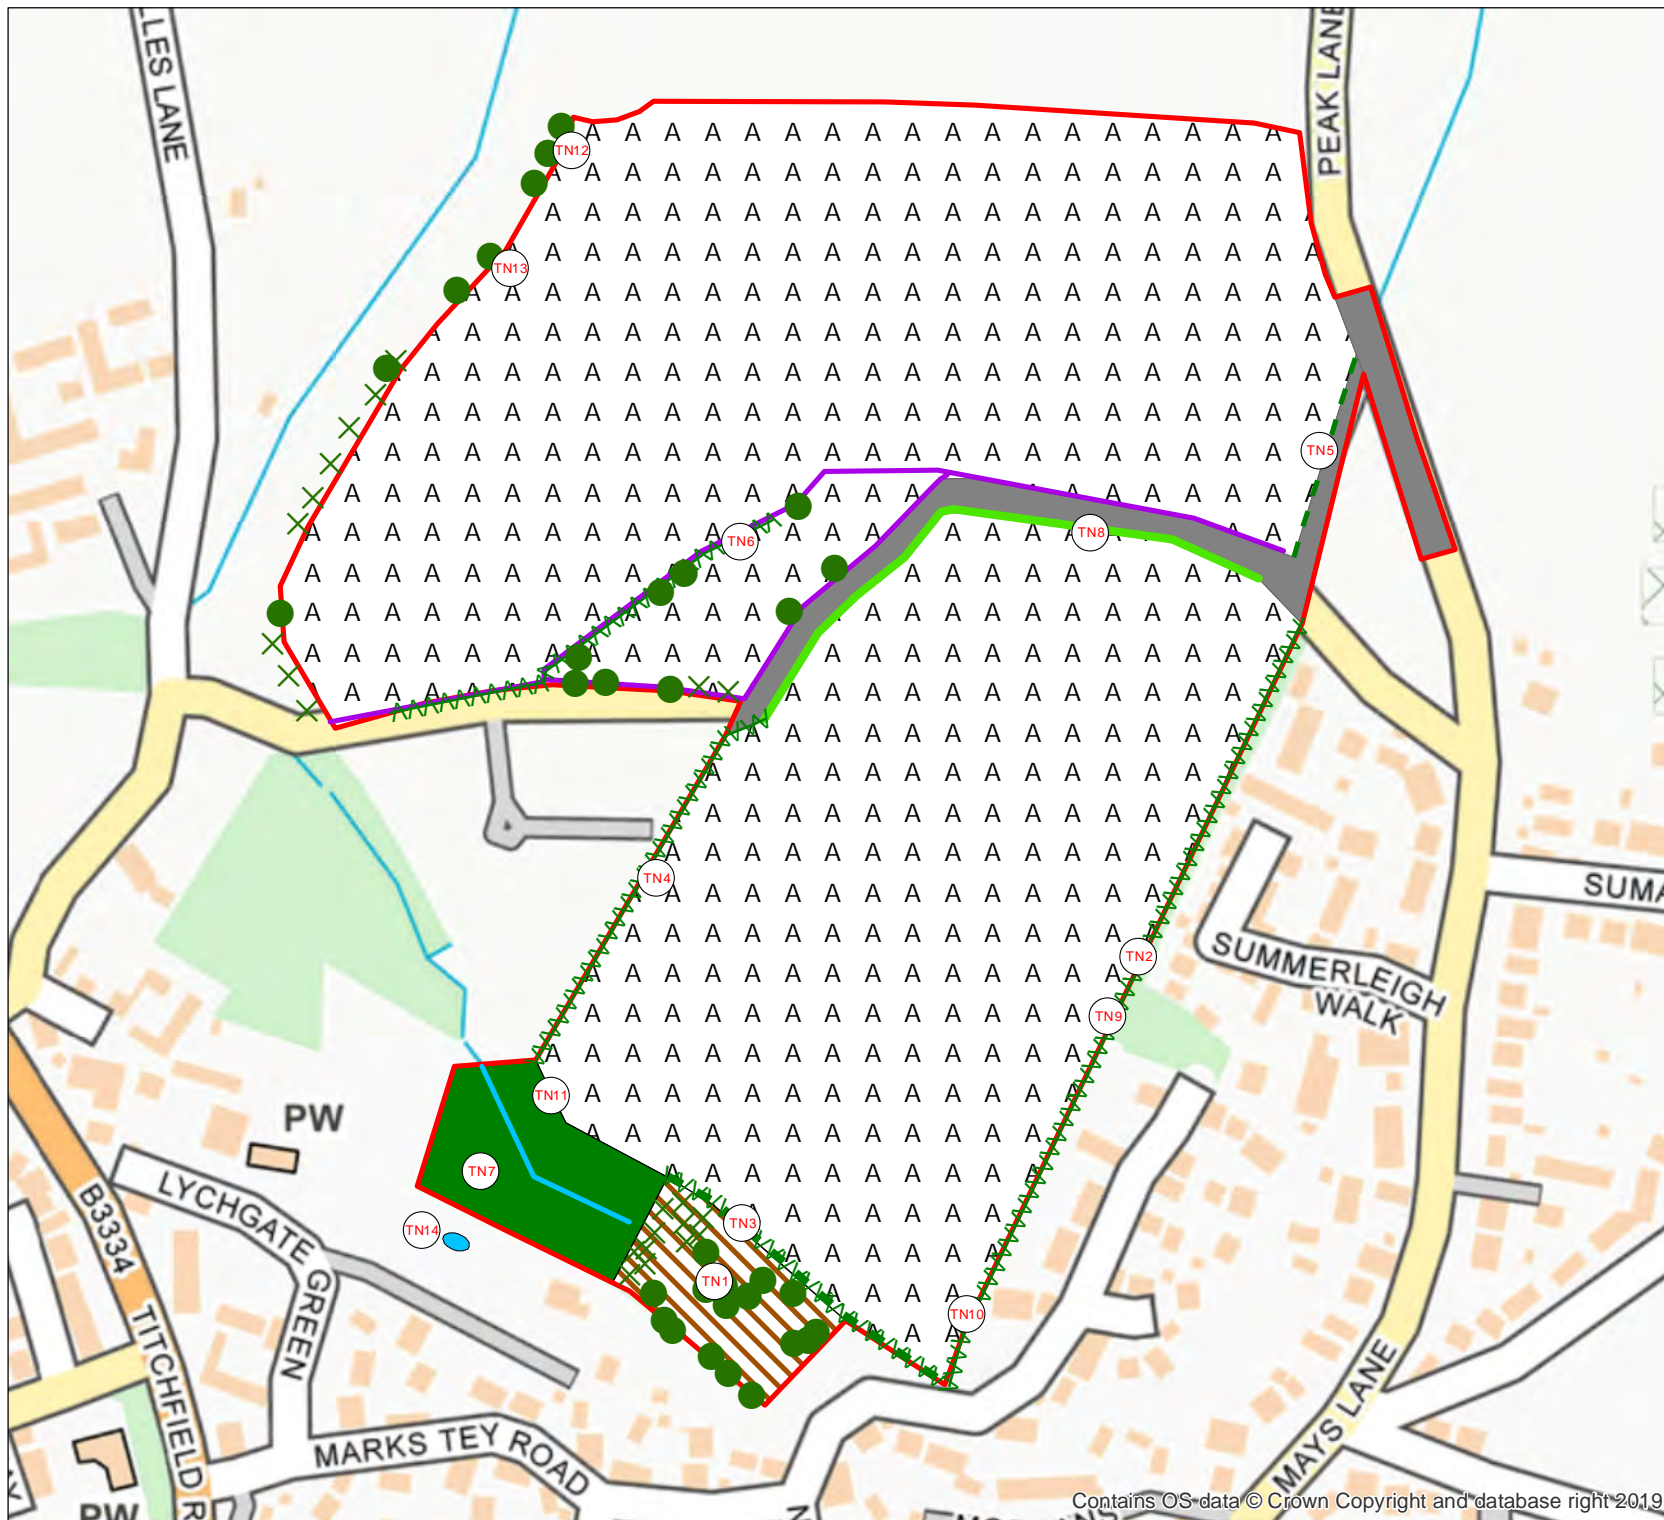 LLES LANE
PEAK LANE
TN12
TN13
TN5
TN6
TN8
TN4
TN2
TN9
TN11
TN7
TN14
TN3
TN1
TN10
SUMA
SUMMERLEIGH
WALK
PW
LYCHGATE GREEN
B3334
TITCHFIELD R
MARKS TEY ROAD
MAYS LANE
PW
Contains OS data © Crown Copyright and database right 2019